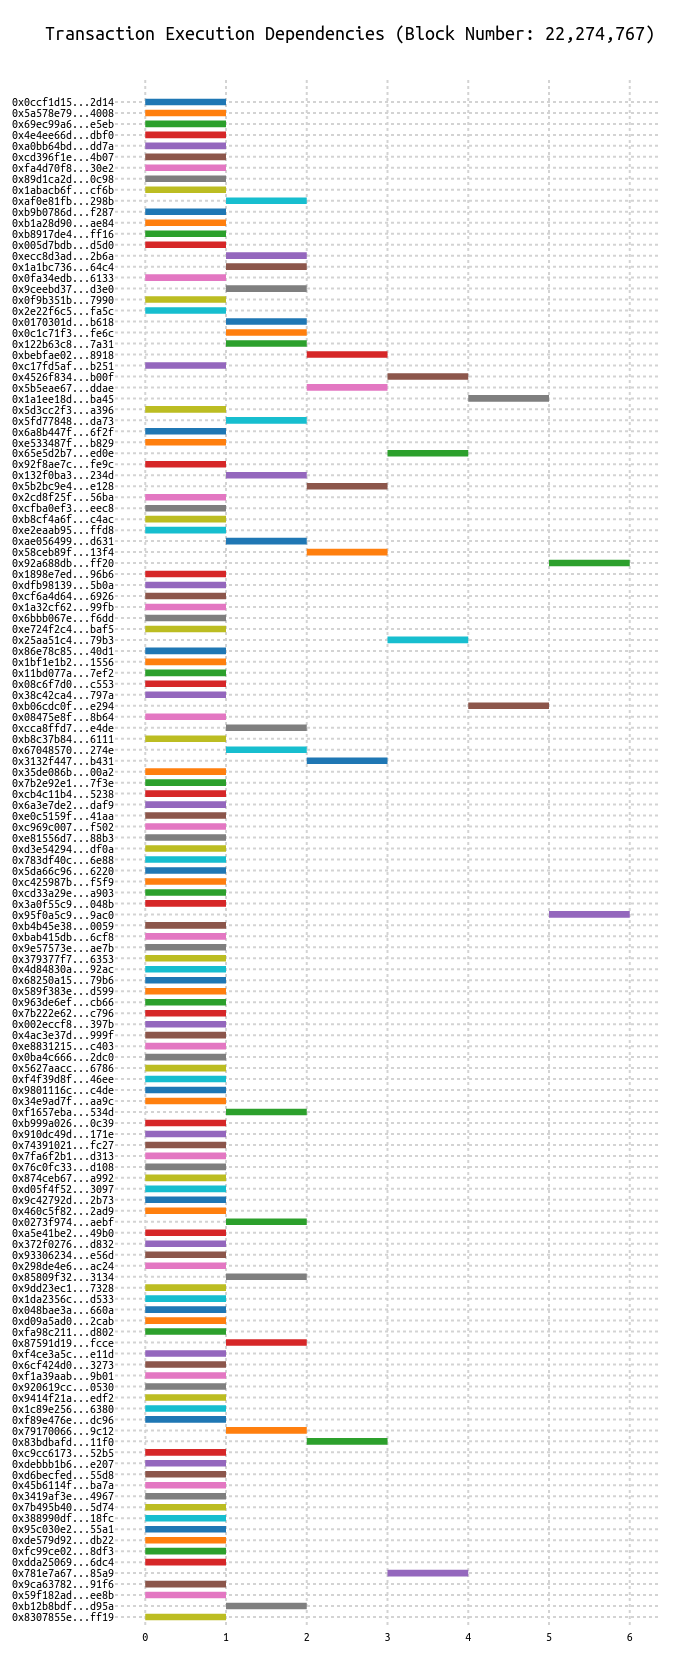 Transaction Execution Dependencies (Block Number: 22,274,767)
0x0ccf1d15...2d14
0x5a578e79...4008
0x69ec99a6...e5eb
0x4e4ee66d...dbf0
0xa0bb64bd...dd7a
0xcd396f1e...4b07
0xfa4d70f8...30e2
0x89d1ca2d...0c98
0x1abacb6f...cf6b
0xaf0e81fb...298b
0xb9b0786d...f287
0xb1a28d90...ae84
0xb8917de4...ff16
0x005d7bdb...d5d0
0xecc8d3ad...2b6a
0x1a1bc736...64c4
0x0fa34edb...6133
0x9ceebd37...d3e0
0x0f9b351b...7990
0x2e22f6c5...fa5c
0x0170301d...b618
0x0c1c71f3...fe6c
0x122b63c8...7a31
0xbebfae02...8918
0xc17fd5af...b251
0x4526f834...b00f
0x5b5eae67...ddae
0x1a1ee18d...ba45
0x5d3cc2f3...a396
0x5fd77848...da73
0x6a8b447f...6f2f
0xe533487f...b829
0x65e5d2b7...ed0e
0x92f8ae7c...fe9c
0x132f0ba3...234d
0x5b2bc9e4...e128
0x2cd8f25f...56ba
0xcfba0ef3...eec8
0xb8cf4a6f...c4ac
0xe2eaab95...ffd8
0xae056499...d631
0x58ceb89f...13f4
0x92a688db...ff20
0x1898e7ed...96b6
0xdfb98139...5b0a
0xcf6a4d64...6926
0x1a32cf62...99fb
0x6bbb067e...f6dd
0xe724f2c4...baf5
0x25aa51c4...79b3
0x86e78c85...40d1
0x1bf1e1b2...1556
0x11bd077a...7ef2
0x08c6f7d0...c553
0x38c42ca4...797a
0xb06cdc0f...e294
0x08475e8f...8b64
0xcca8ffd7...e4de
0xb8c37b84...6111
0x67048570...274e
0x3132f447...b431
0x35de086b...00a2
0x7b2e92e1...7f3e
0xcb4c11b4...5238
0x6a3e7de2...daf9
0xe0c5159f...41aa
0xc969c007...f502
0xe81556d7...88b3
0xd3e54294...df0a
0x783df40c...6e88
0x5da66c96...6220
0xc425987b...f5f9
0xcd33a29e...a903
0x3a0f55c9...048b
0x95f0a5c9...9ac0
0xb4b45e38...0059
0xbab415db...6cf8
0x9e57573e...ae7b
0x379377f7...6353
0x4d84830a...92ac
0x68250a15...79b6
0x589f383e...d599
0x963de6ef...cb66
0x7b222e62...c796
0x002eccf8...397b
0x4ac3e37d...999f
0xe8831215...c403
0x0ba4c666...2dc0
0x5627aacc...6786
0xf4f39d8f...46ee
0x9801116c...c4de
0x34e9ad7f...aa9c
0xf1657eba...534d
0xb999a026...0c39
0x910dc49d...171e
0x74391021...fc27
0x7fa6f2b1...d313
0x76c0fc33...d108
0x874ceb67...a992
0xd05f4f52...3097
0x9c42792d...2b73
0x460c5f82...2ad9
0x0273f974...aebf
0xa5e41be2...49b0
0x372f0276...d832
0x93306234...e56d
0x298de4e6...ac24
0x85809f32...3134
0x9dd23ec1...7328
0x1da2356c...d533
0x048bae3a...660a
0xd09a5ad0...2cab
0xfa98c211...d802
0x87591d19...fcce
0xf4ce3a5c...e11d
0x6cf424d0...3273
0xf1a39aab...9b01
0x920619cc...0530
0x9414f21a...edf2
0x1c89e256...6380
0xf89e476e...dc96
0x79170066...9c12
0x83bdbafd...11f0
0xc9cc6173...52b5
0xdebbb1b6...e207
0xd6becfed...55d8
0x45b6114f...ba7a
0x3419af3e...4967
0x7b495b40...5d74
0x388990df...18fc
0x95c030e2...55a1
0xde579d92...db22
0xfc99ce02...8df3
0xdda25069...6dc4
0x781e7a67...85a9
0x9ca63782...91f6
0x59f182ad...ee8b
0xb12b8bdf...d95a
0x8307855e...ff19
0 1 2 3 4 5 6